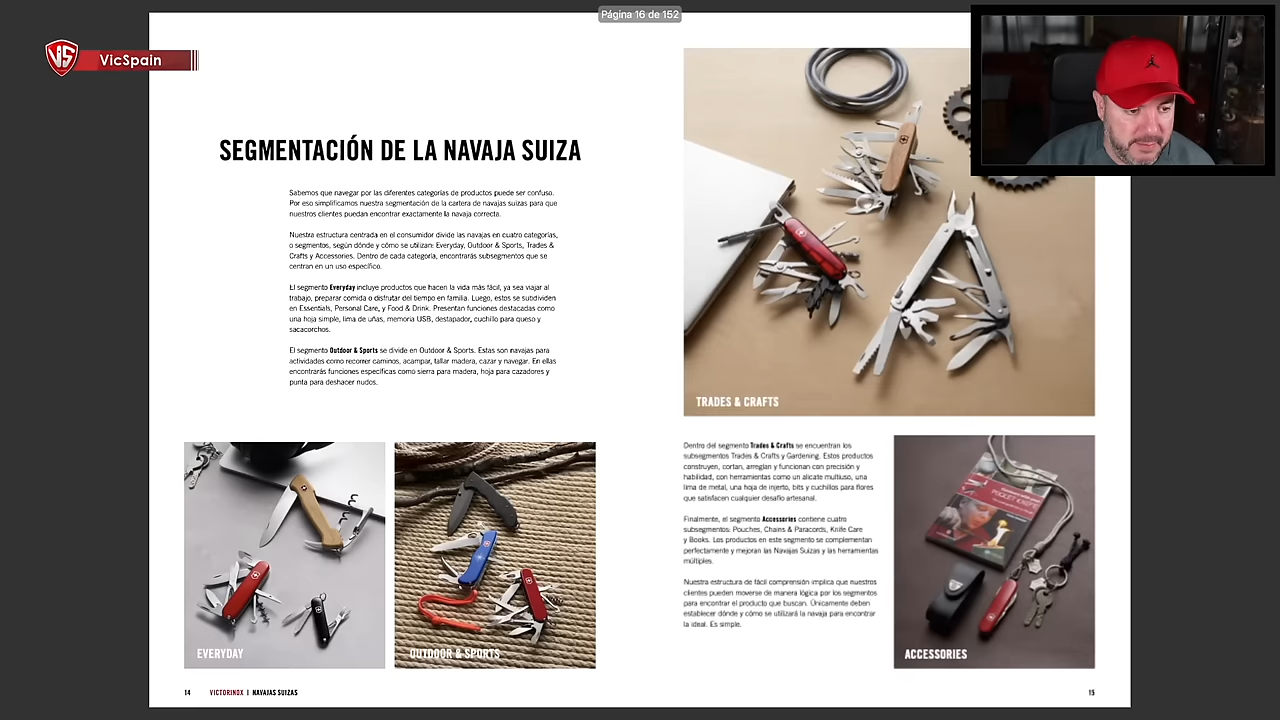 Página 16 de 152
VS
VicSpain
SEGMENTACIÓN DE LA NAVAJA SUIZA
Sabemos que navegar por las diferentes categorías de productos puede ser confuso.
Por eso simplificamos nuestra segmentación de la cartera de navajas suizas para que
nuestros clientes puedan encontrar exactamente la navaja correcta.
Nuestra estructura centrada en el consumidor divide las navajas en cuatro categorías,
o segmentos, según dónde y cómo se utilizan: Everyday, Outdoor & Sports, Trades &
Crafts y Accessories. Dentro de cada categoría, encontrarás subsegmentos que se
centran en un uso específico.
El segmento Everyday incluye productos que hacen la vida más fácil, ya sea viajar al
trabajo, preparar comida o disfrutar del tiempo en familia. Luego, estos se subdividen
en Essentials, Personal Care, y Food & Drink. Presentan funciones destacadas como
una hoja simple, lima de uñas, memoria USB, destapador, cuchillo para queso y
sacacorchos.
El segmento Outdoor & Sports se divide en Outdoor & Sports. Estas son navajas para
actividades como recorrer caminos, acampar, tallar madera, cazar y navegar. En ellas
encontrarás funciones específicas como sierra para madera, hoja para cazadores y
punta para deshacer nudos.
EVERYDAY
OUTDOOR & SPORTS
14 VICTORINOX | NAVAJAS SUIZAS
TRADES & CRAFTS
Dentro del segmento Trades & Crafts se encuentran los
subsegmentos Trades & Crafts y Gardening. Estos productos
construyen, cortan, arreglan y funcionan con precisión y
habilidad, con herramientas como un alicate multiuso, una
lima de metal, una hoja de injerto, bits y cuchillos para flores
que satisfacen cualquier desafío artesanal.
Finalmente, el segmento Accessories contiene cuatro
subsegmentos: Pouches, Chains & Paracords, Knife Care
y Books. Los productos en este segmento se complementan
perfectamente y mejoran las Navajas Suizas y las herramientas
múltiples.
Nuestra estructura de fácil comprensión implica que nuestros
clientes pueden moverse de manera lógica por los segmentos
para encontrar el producto que buscan. Únicamente deben
establecer dónde y cómo se utilizará la navaja para encontrar
la ideal. Es simple.
POCKET KNIFE
ACCESSORIES
15